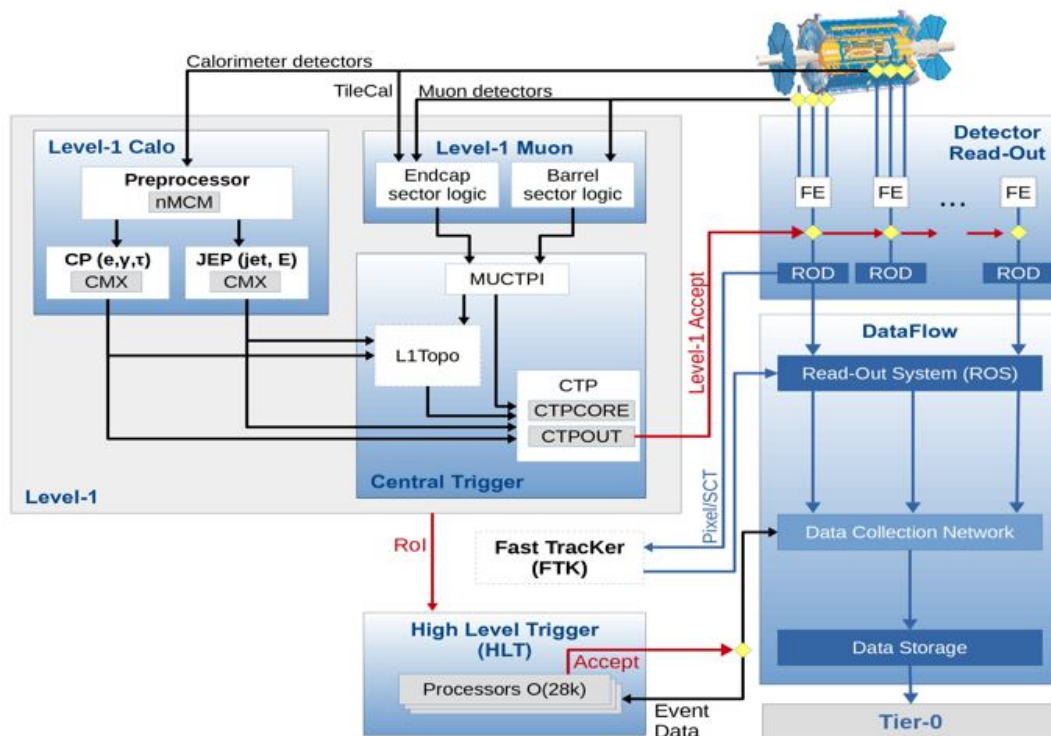 Calorimeter detectors
TileCal
Muon detectors
Level-1 Calo
Preprocessor
nMCM
CP (e,γ,τ)
CMX
JEP (jet, E)
CMX
Level-1 Muon
Endcap
sector logic
Barrel
sector logic
MUCTPI
L1Topo
CTP
CTPCORE
CTPOUT
Central Trigger
Level-1
Level-1 Accept
Detector
Read-Out
FE
FE
...
FE
ROD
ROD
ROD
DataFlow
Read-Out System (ROS)
Pixel/SCT
Data Collection Network
Data Storage
Tier-0
RoI
Fast TracKer
(FTK)
High Level Trigger
(HLT)
Accept
Processors O(28k)
Event
Data